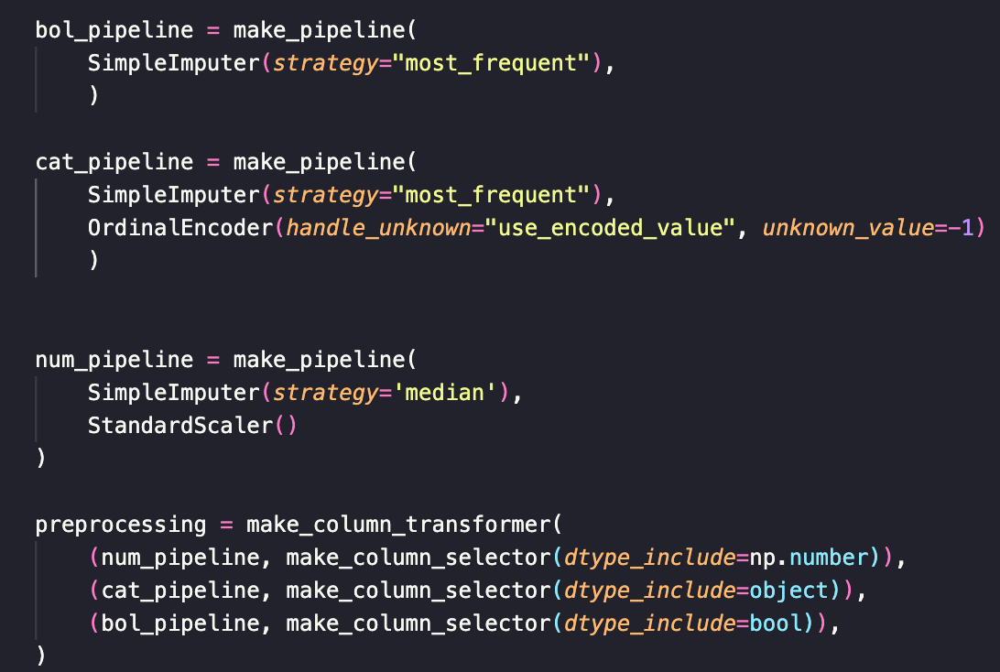 bol_pipeline = make_pipeline(
    SimpleImputer(strategy="most_frequent"),
    )
cat_pipeline = make_pipeline(
    SimpleImputer(strategy="most_frequent"),
    OrdinalEncoder(handle_unknown="use_encoded_value", unknown_value=-1)
    )
num_pipeline = make_pipeline(
    SimpleImputer(strategy='median'),
    StandardScaler()
)
preprocessing = make_column_transformer(
    (num_pipeline, make_column_selector(dtype_include=np.number)),
    (cat_pipeline, make_column_selector(dtype_include=object)),
    (bol_pipeline, make_column_selector(dtype_include=bool)),
)